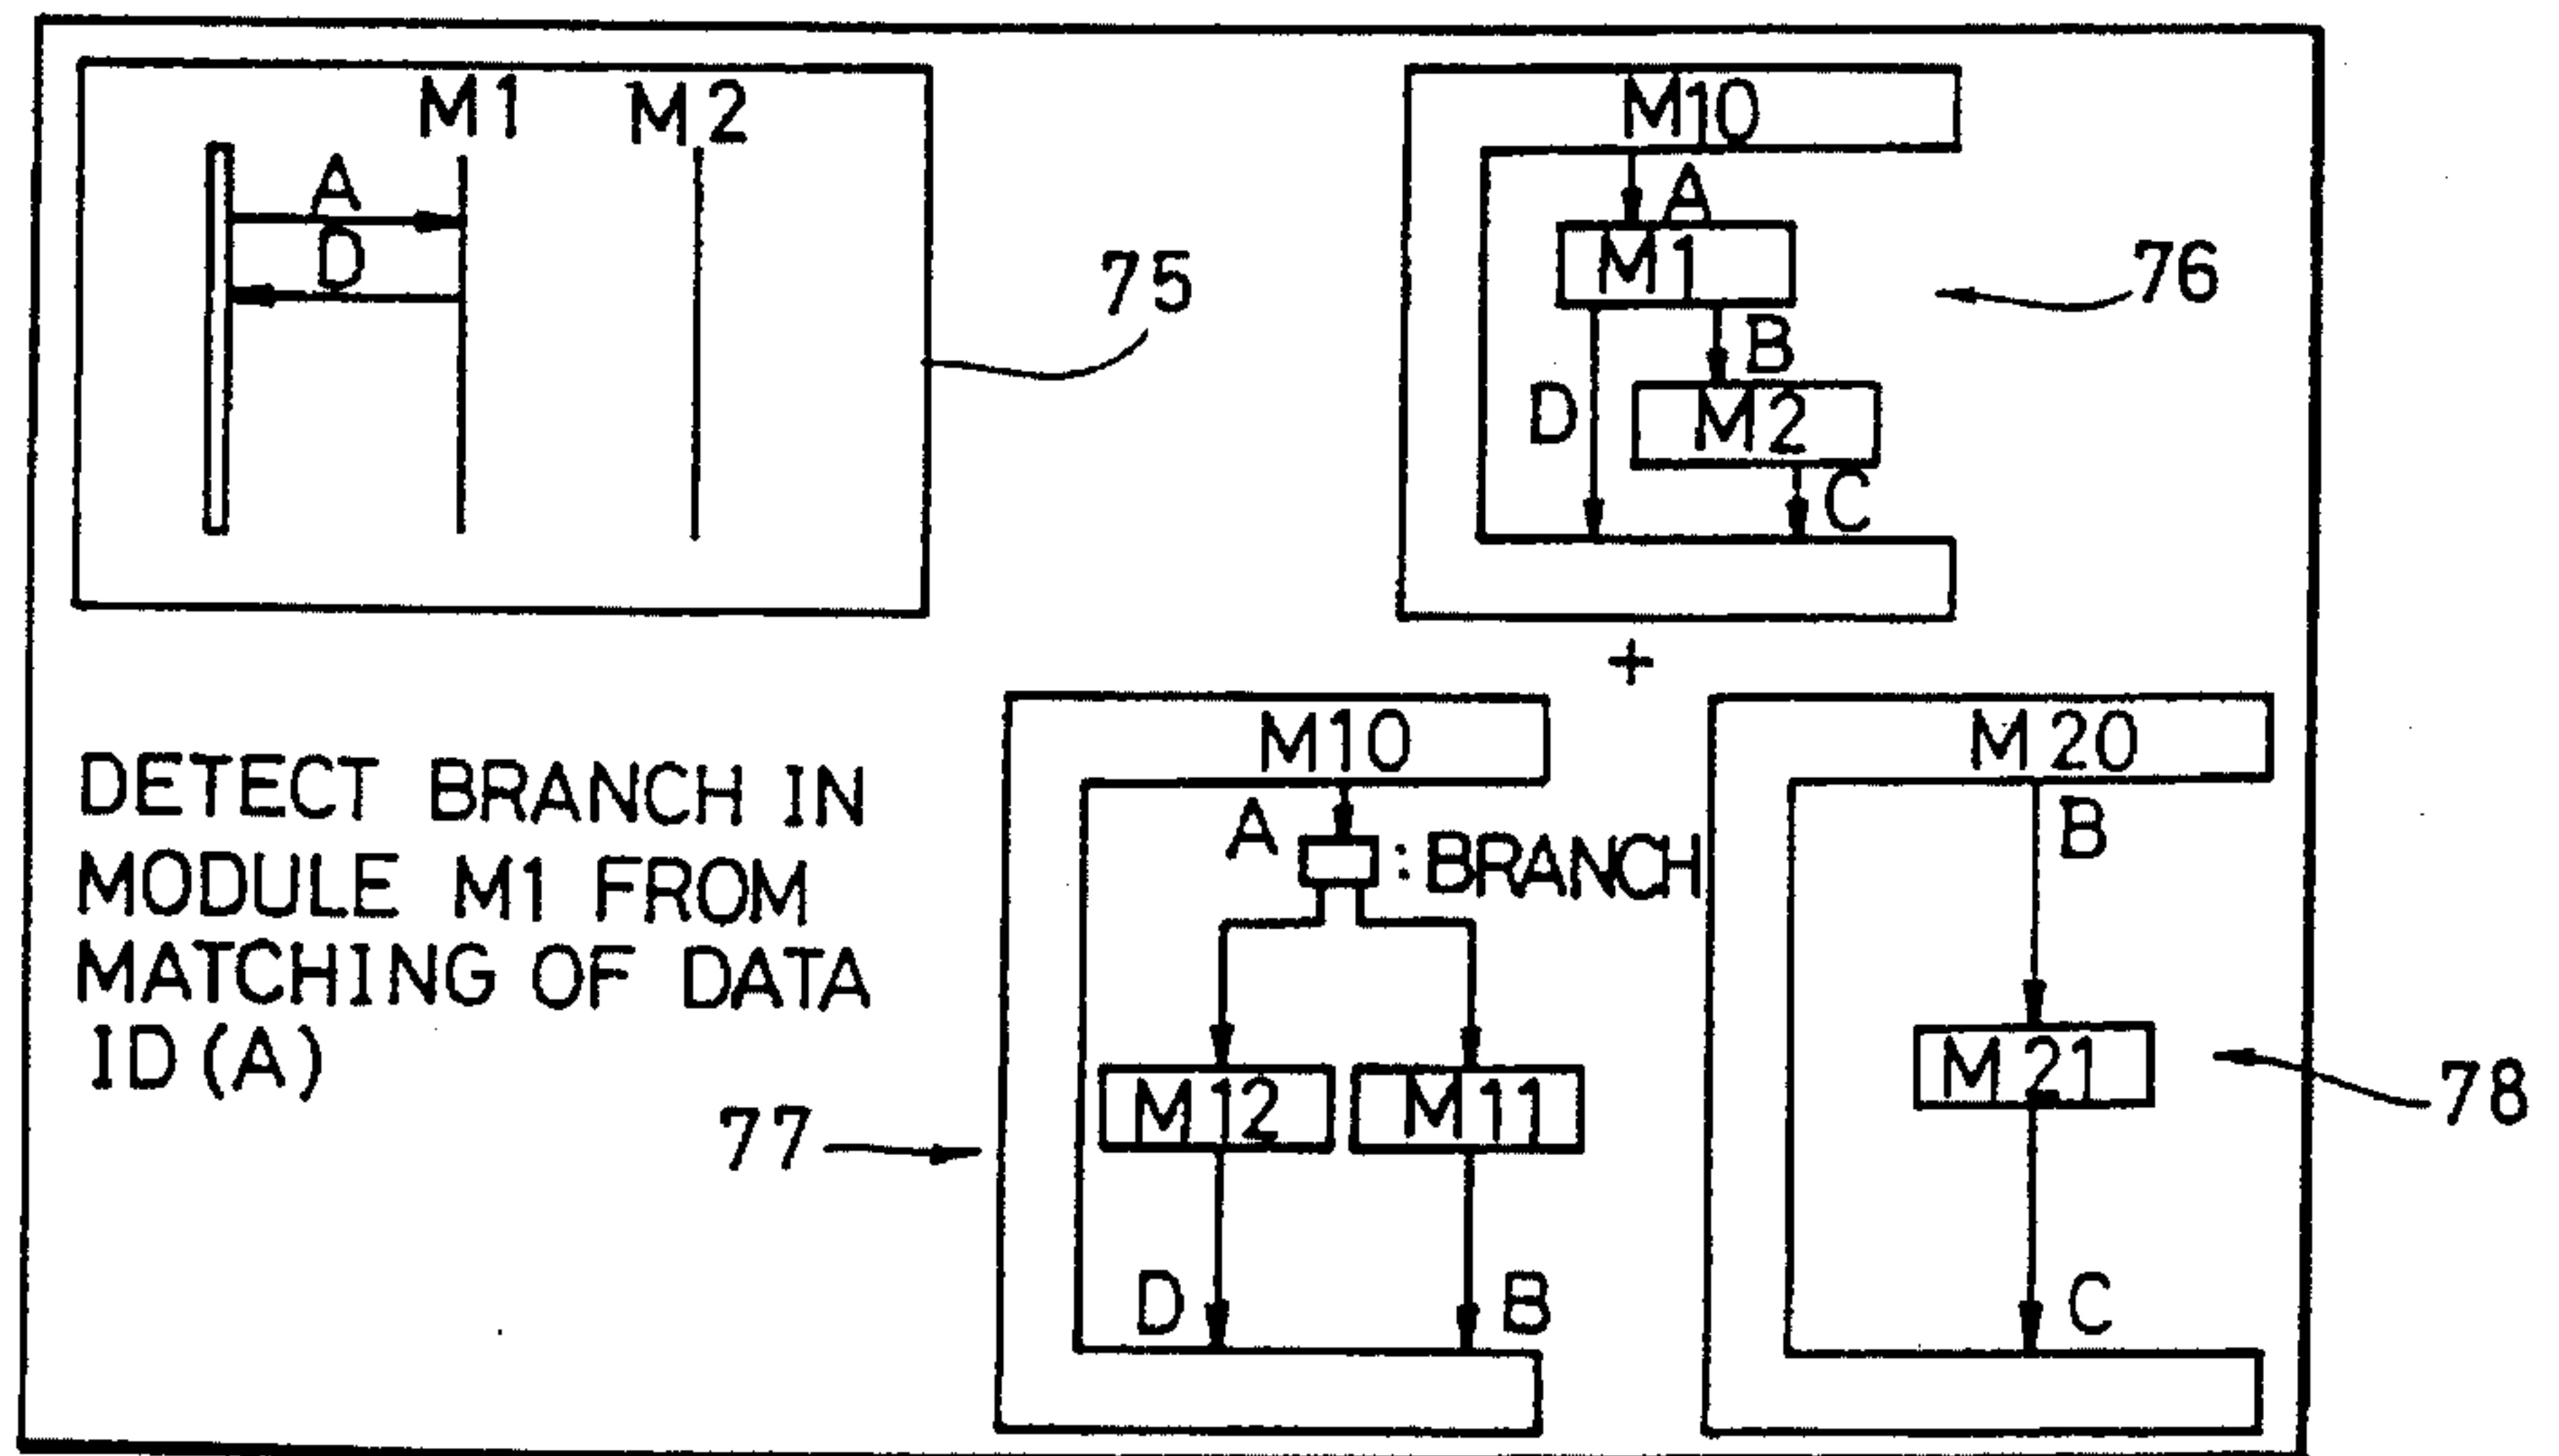 M1 M2
A
D
75
M10
A
M1
76
B
D
M2
C
+
DETECT BRANCH IN
MODULE M1 FROM
MATCHING OF DATA
ID(A)
M10
A
:BRANCH
M12 M11
77
D B
M20
B
M21
78
C